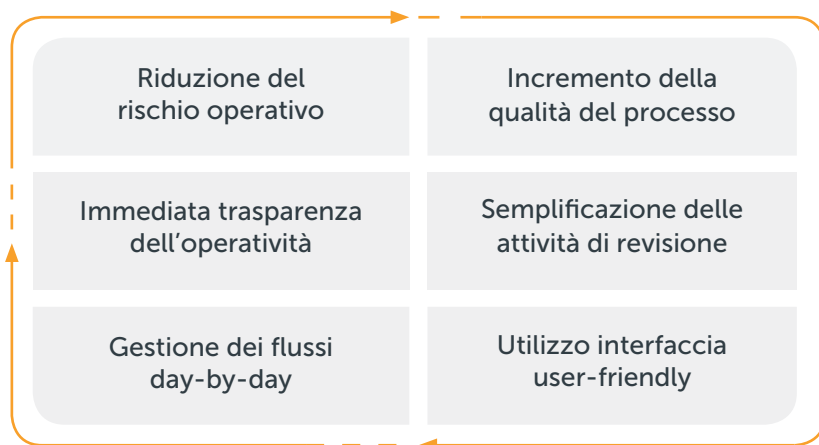 Riduzione del
rischio operativo
Incremento della
qualità del processo
Immediata trasparenza
dell’operatività
Semplificazione delle
attività di revisione
Gestione dei flussi
day-by-day
Utilizzo interfaccia
user-friendly